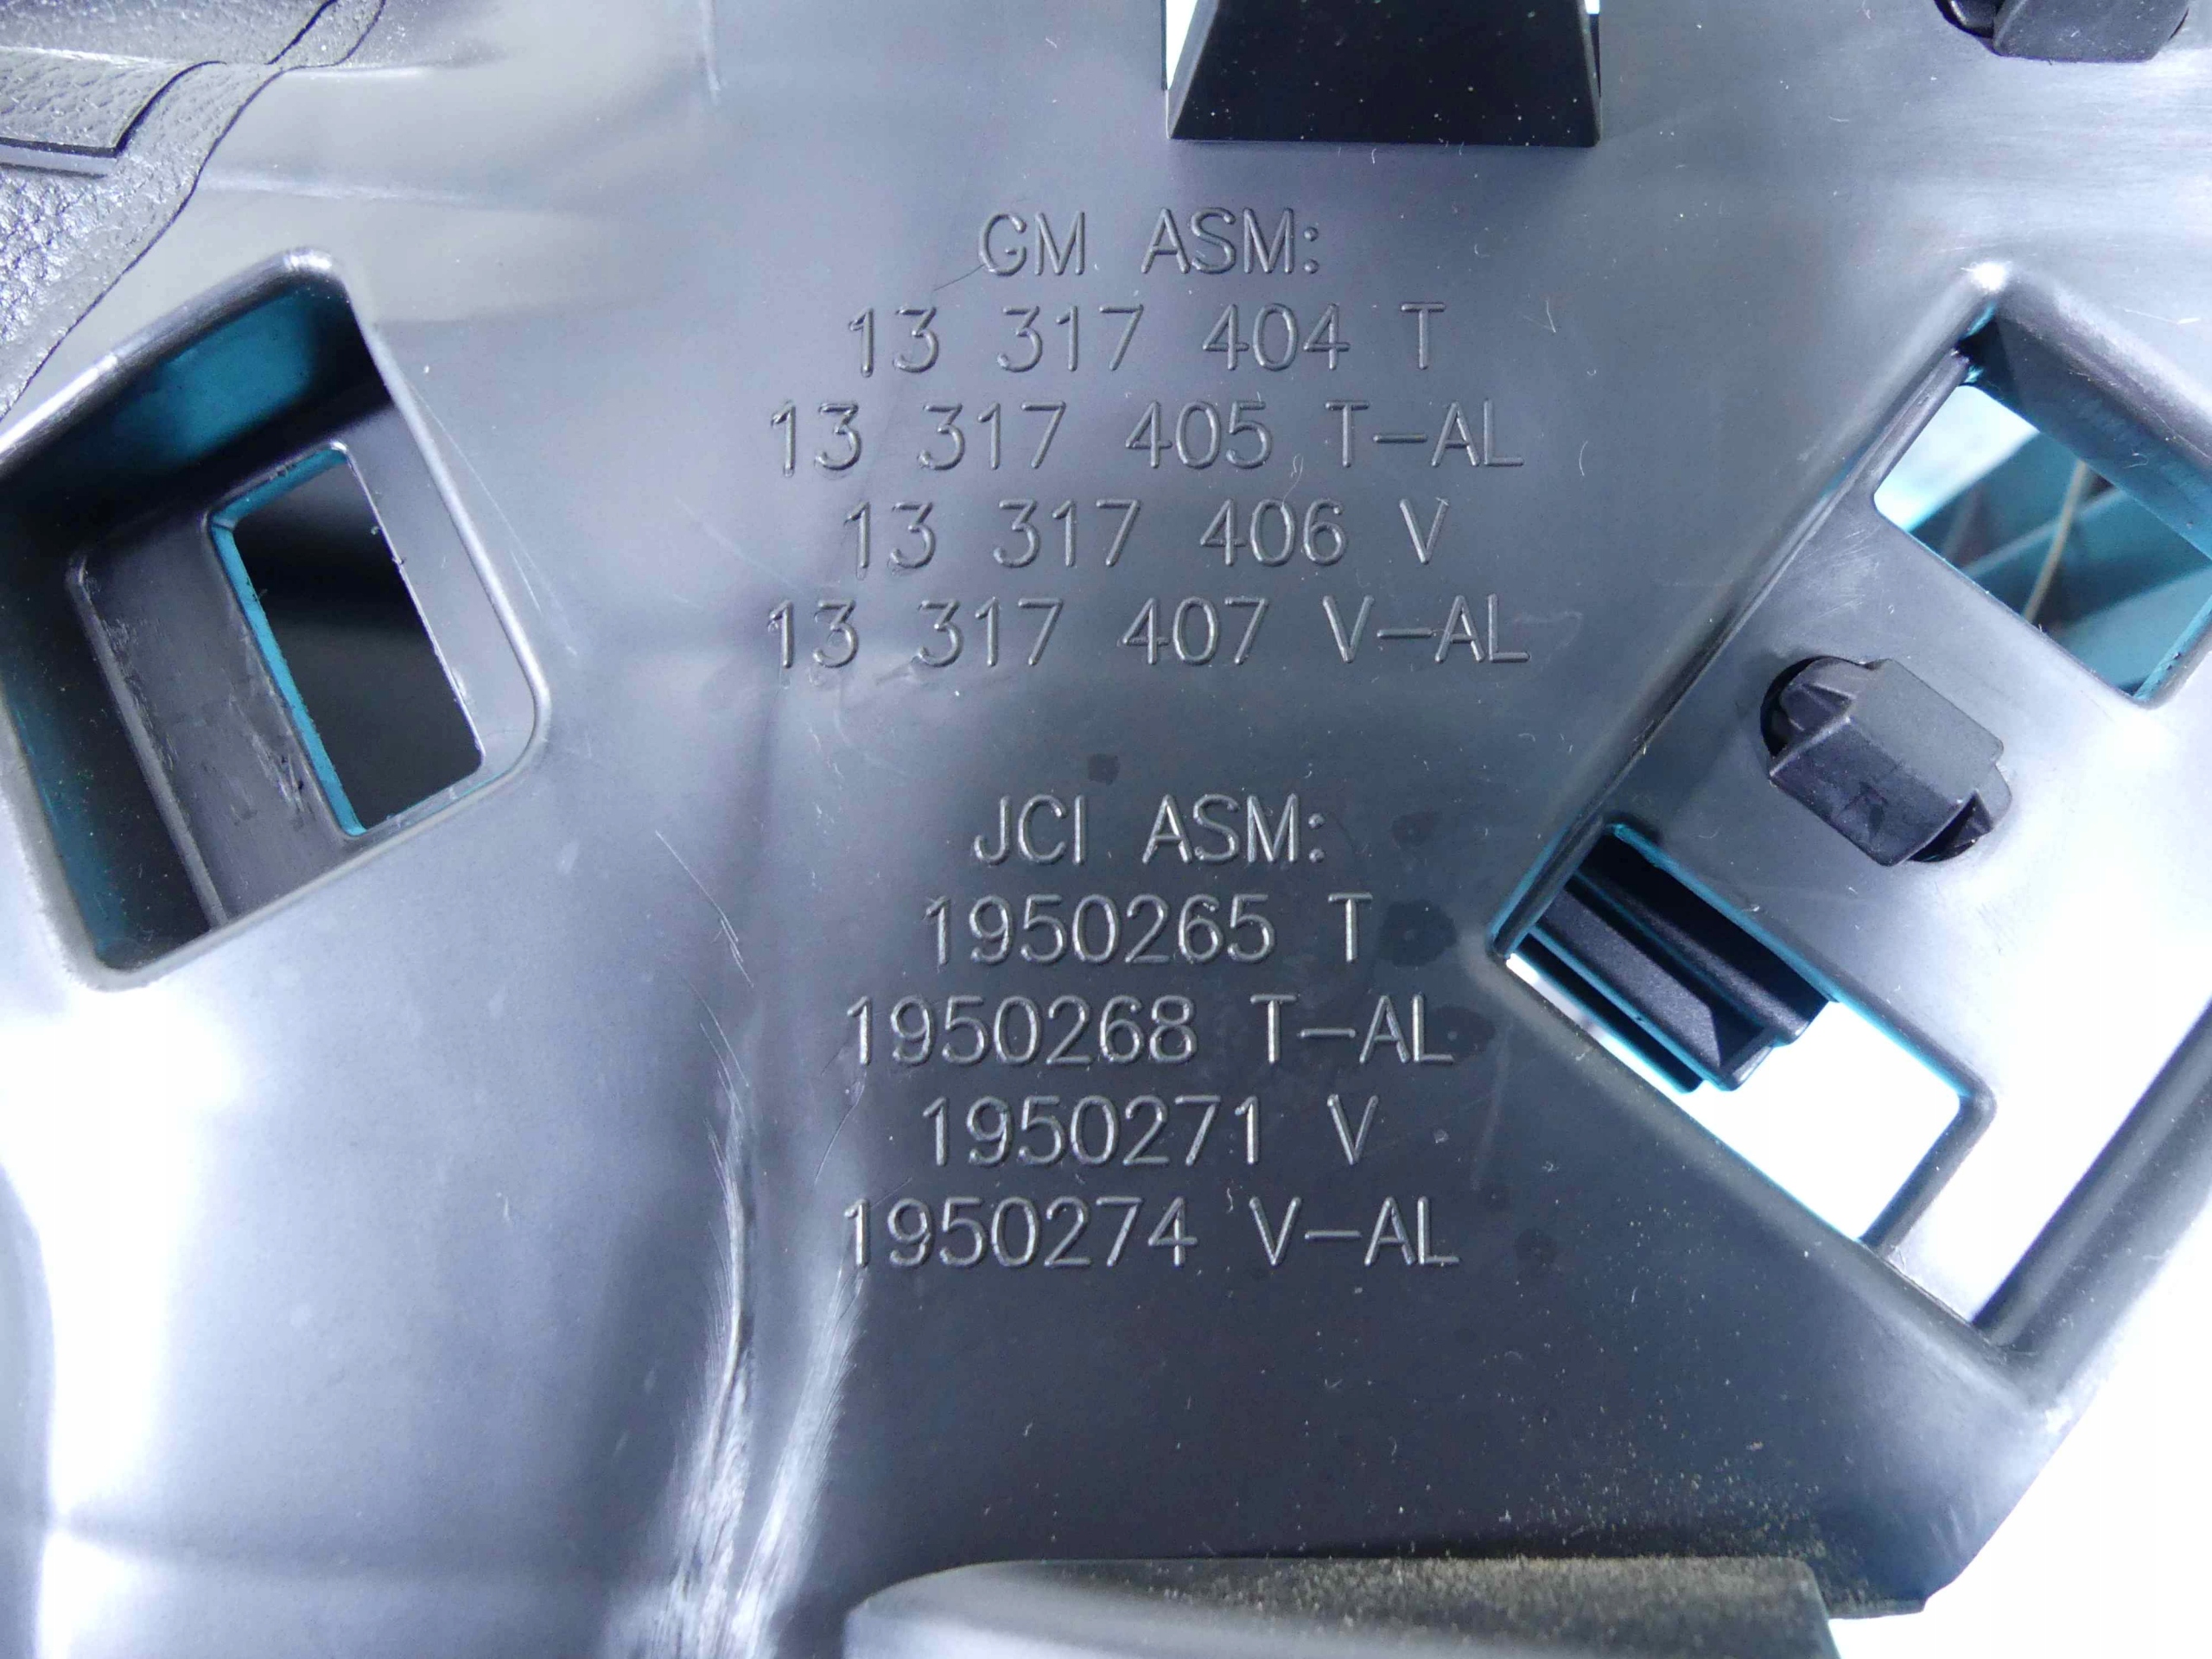 GM ASM:
13 317 404 T
13 317 405 T-AL
13 317 406 V
13 317 407 V-AL
JCI ASM:
1950265 T
1950268 T-AL
1950271 V
1950274 V-AL